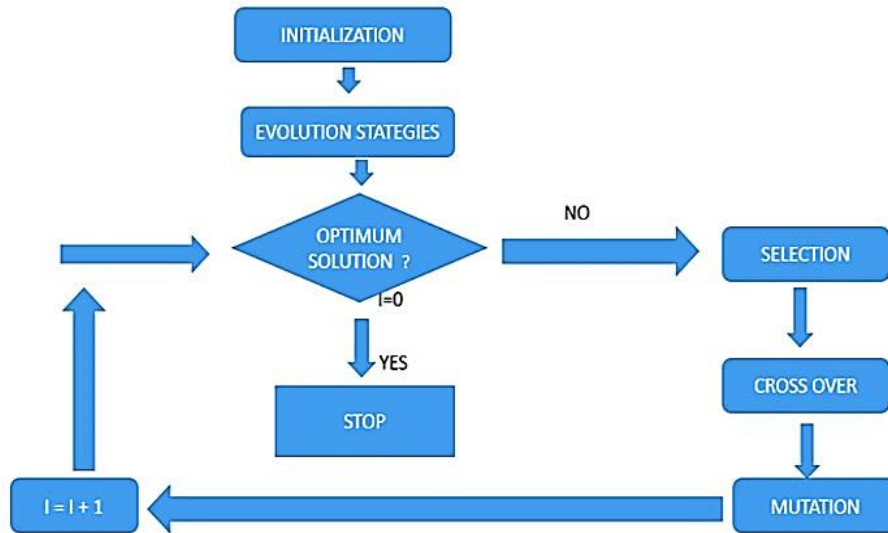 INITIALIZATION
EVOLUTION STATEGIES
OPTIMUM
SOLUTION ?
I=0
NO
SELECTION
YES
STOP
CROSS OVER
MUTATION
I = I + 1